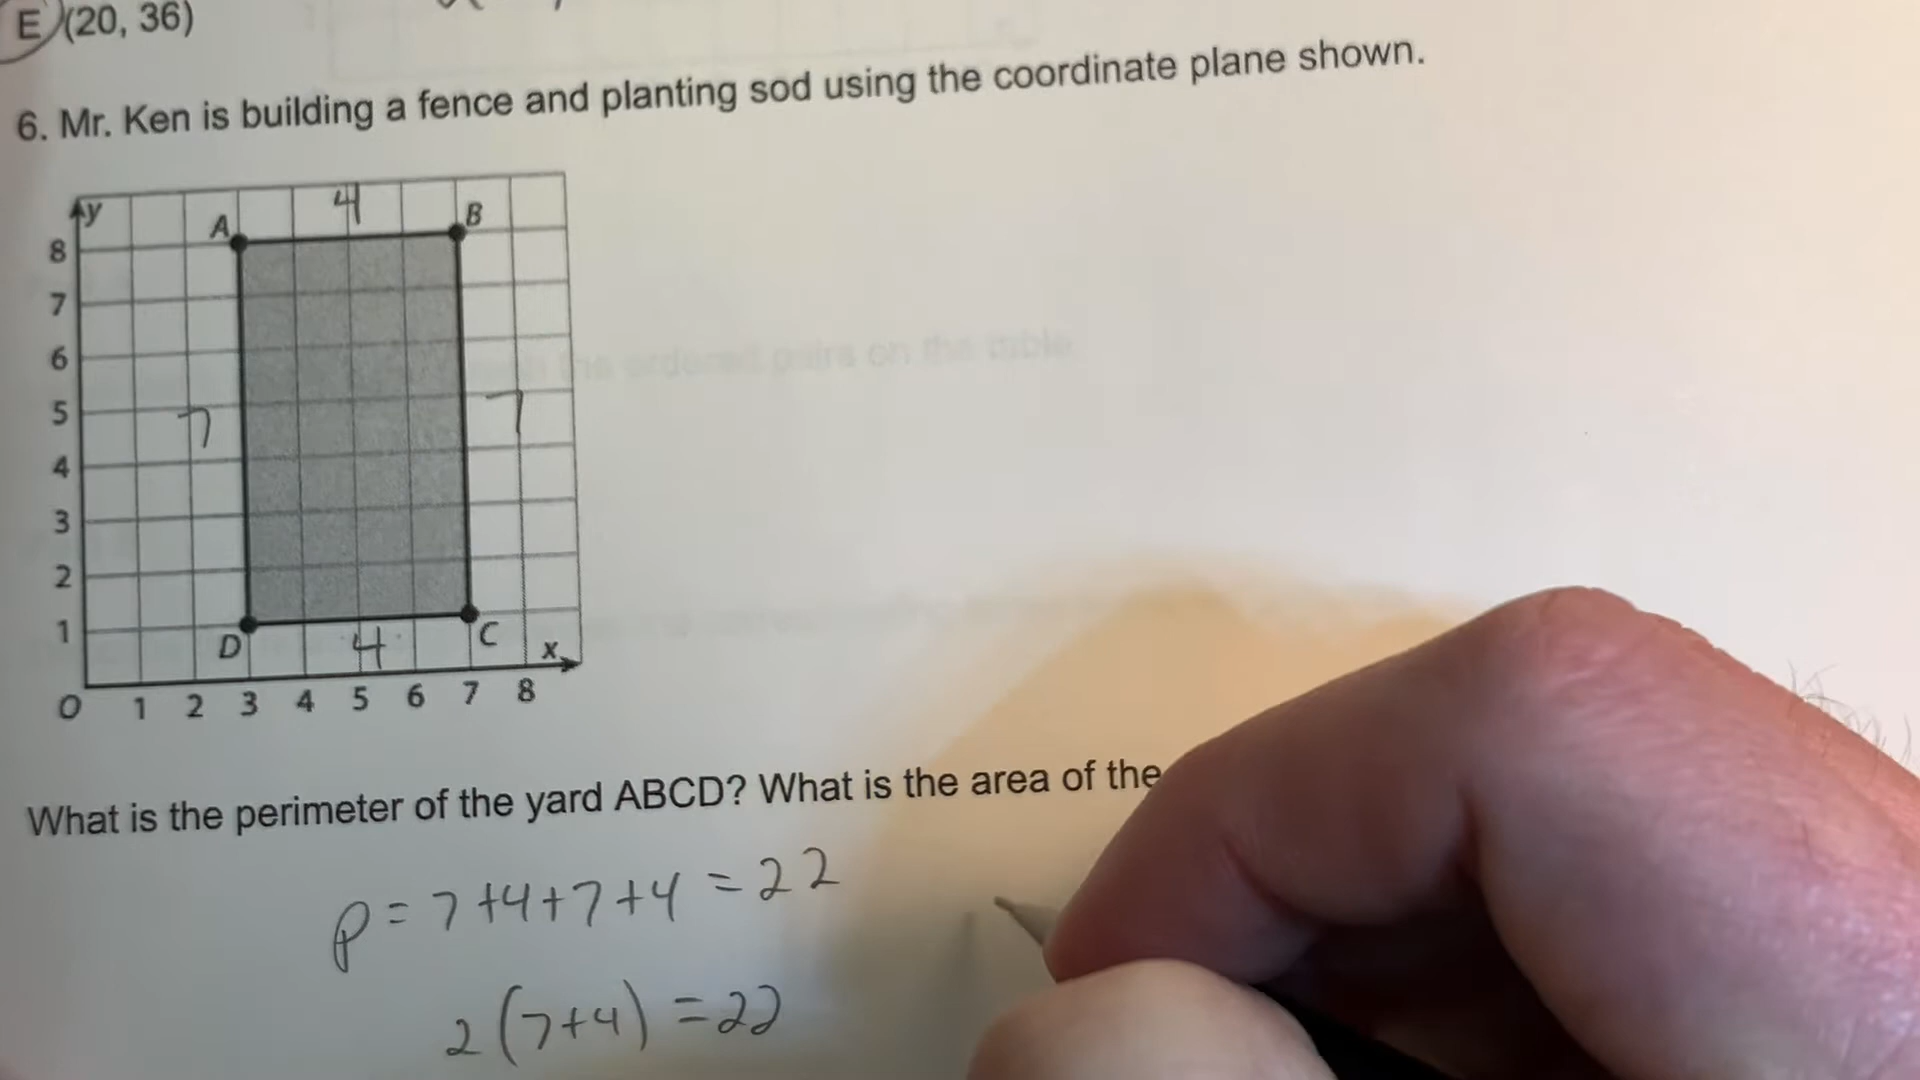 E (20, 36)
6. Mr. Ken is building a fence and planting sod using the coordinate plane shown.
y
4
A
B
8
7
6
5
7
7
4
3
2
1
D
4
C
x
O 1 2 3 4 5 6 7 8
What is the perimeter of the yard ABCD? What is the area of the
P = 7+4+7+4 = 22
2(7+4) = 22